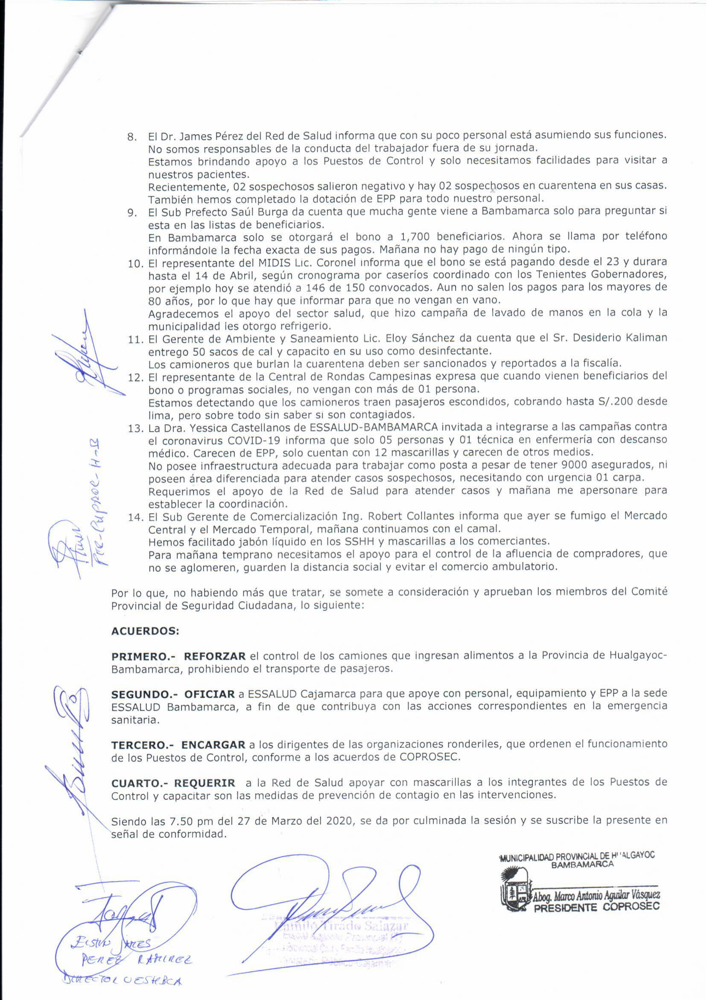 8. El Dr. James Pérez del Red de Salud informa que con su poco personal está asumiendo sus funciones.
No somos responsables de la conducta del trabajador fuera de su jornada.
Estamos brindando apoyo a los Puestos de Control y solo necesitamos facilidades para visitar a
nuestros pacientes.
Recientemente, 02 sospechosos salieron negativo y hay 02 sospechosos en cuarentena en sus casas.
También hemos completado la dotación de EPP para todo nuestro personal.
9. El Sub Prefecto Saúl Burga da cuenta que mucha gente viene a Bambamarca solo para preguntar si
esta en las listas de beneficiarios.
En Bambamarca solo se otorgará el bono a 1,700 beneficiarios. Ahora se llama por teléfono
informándole la fecha exacta de sus pagos. Mañana no hay pago de ningún tipo.
10. El representante del MIDIS Lic. Coronel informa que el bono se está pagando desde el 23 y durara
hasta el 14 de Abril, según cronograma por caseríos coordinado con los Tenientes Gobernadores,
por ejemplo hoy se atendió a 146 de 150 convocados. Aun no salen los pagos para los mayores de
80 años, por lo que hay que informar para que no vengan en vano.
Agradecemos el apoyo del sector salud, que hizo campaña de lavado de manos en la cola y la
municipalidad les otorgo refrigerio.
11. El Gerente de Ambiente y Saneamiento Lic. Eloy Sánchez da cuenta que el Sr. Desiderio Kaliman
entrego 50 sacos de cal y capacito en su uso como desinfectante.
Los camioneros que burlan la cuarentena deben ser sancionados y reportados a la fiscalía.
12. El representante de la Central de Rondas Campesinas expresa que cuando vienen beneficiarios del
bono o programas sociales, no vengan con más de 01 persona.
Estamos detectando que los camioneros traen pasajeros escondidos, cobrando hasta S/.200 desde
lima, pero sobre todo sin saber si son contagiados.
13. La Dra. Yessica Castellanos de ESSALUD-BAMBAMARCA invitada a integrarse a las campañas contra
el coronavirus COVID-19 informa que solo 05 personas y 01 técnica en enfermería con descanso
médico. Carecen de EPP, solo cuentan con 12 mascarillas y carecen de otros medios.
No posee infraestructura adecuada para trabajar como posta a pesar de tener 9000 asegurados, ni
poseen área diferenciada para atender casos sospechosos, necesitando con urgencia 01 carpa.
Requerimos el apoyo de la Red de Salud para atender casos y mañana me apersonare para
establecer la coordinación.
14. El Sub Gerente de Comercialización Ing. Robert Collantes informa que ayer se fumigo el Mercado
Central y el Mercado Temporal, mañana continuamos con el camal.
Hemos facilitado jabón líquido en los SSHH y mascarillas a los comerciantes.
Para mañana temprano necesitamos el apoyo para el control de la afluencia de compradores, que
no se aglomeren, guarden la distancia social y evitar el comercio ambulatorio.
Por lo que, no habiendo más que tratar, se somete a consideración y aprueban los miembros del Comité
Provincial de Seguridad Ciudadana, lo siguiente:
ACUERDOS:
PRIMERO.- REFORZAR el control de los camiones que ingresan alimentos a la Provincia de Hualgayoc-
Bambamarca, prohibiendo el transporte de pasajeros.
SEGUNDO.- OFICIAR a ESSALUD Cajamarca para que apoye con personal, equipamiento y EPP a la sede
ESSALUD Bambamarca, a fin de que contribuya con las acciones correspondientes en la emergencia
sanitaria.
TERCERO.- ENCARGAR a los dirigentes de las organizaciones ronderiles, que ordenen el funcionamiento
de los Puestos de Control, conforme a los acuerdos de COPROSEC.
CUARTO.- REQUERIR a la Red de Salud apoyar con mascarillas a los integrantes de los Puestos de
Control y capacitar son las medidas de prevención de contagio en las intervenciones.
Siendo las 7.50 pm del 27 de Marzo del 2020, se da por culminada la sesión y se suscribe la presente en
señal de conformidad.
MUNICIPALIDAD PROVINCIAL DE HUALGAYOC
BAMBAMARCA
Abog. Marco Antonio Aguilar Vásquez
PRESIDENTE COPROSEC
Tirado Salazar
PEREZ RAMIREZ
DIRECTOR